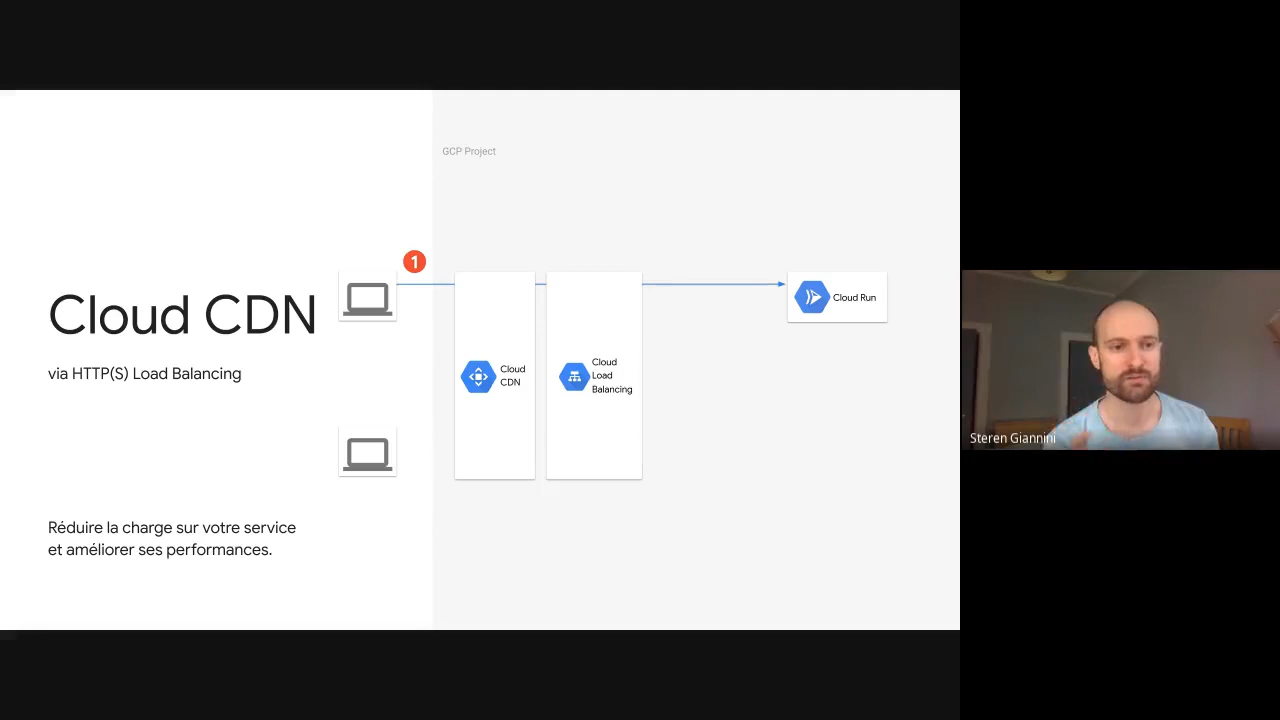 GCP Project
1
Cloud CDN
via HTTP(S) Load Balancing
Cloud
CDN
Cloud
Load
Balancing
Cloud Run
Réduire la charge sur votre service
et améliorer ses performances.
Steren Giannini